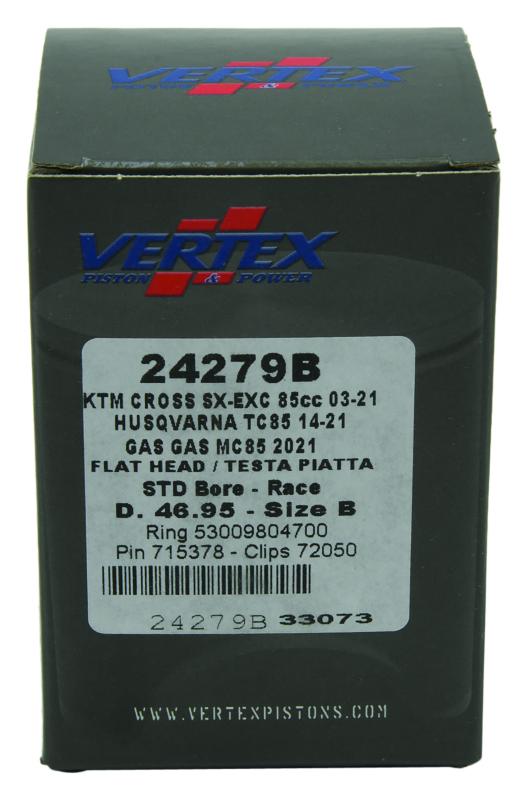 VERTEX
PISTON & POWER
VERTEX
PISTON & POWER
24279B
KTM CROSS SX-EXC 85cc 03-21
HUSQVARNA TC85 14-21
GAS GAS MC85 2021
FLAT HEAD / TESTA PIATTA
STD Bore - Race
D. 46.95 - Size B
Ring 53009804700
Pin 715378 - Clips 72050
24279B 33073
WWW.VERTEXPISTONS.COM